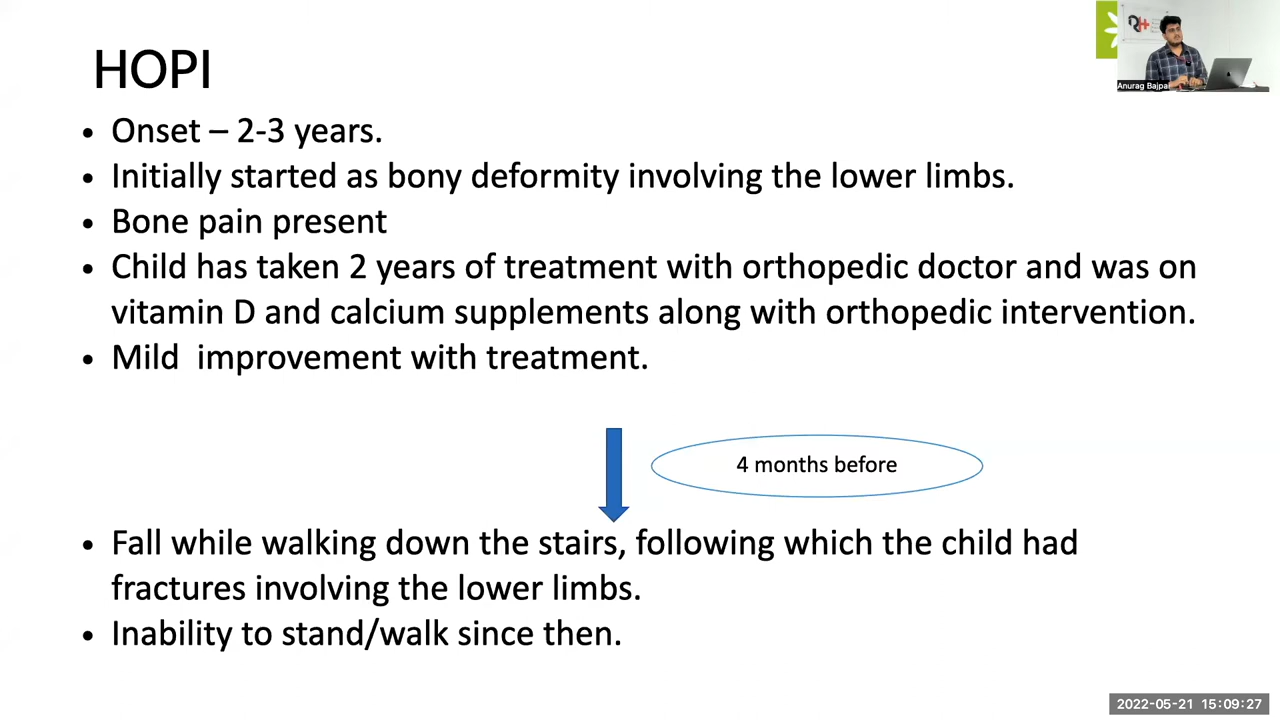 HOPI
• Onset – 2-3 years.
• Initially started as bony deformity involving the lower limbs.
• Bone pain present
• Child has taken 2 years of treatment with orthopedic doctor and was on
vitamin D and calcium supplements along with orthopedic intervention.
• Mild improvement with treatment.
4 months before
• Fall while walking down the stairs, following which the child had
fractures involving the lower limbs.
• Inability to stand/walk since then.
Anurag Bajpa
2022-05-21 15:09:27